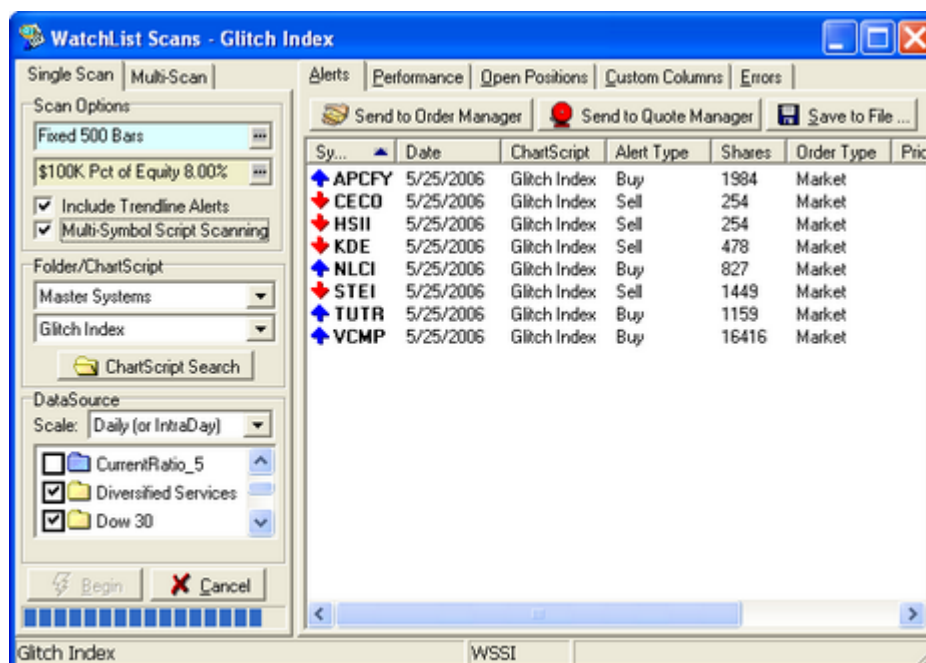 WatchList Scans - Glitch Index
Single Scan Multi-Scan
Scan Options
Fixed 500 Bars ...
$100K Pct of Equity 8.00% ...
Include Trendline Alerts
Multi-Symbol Script Scanning
Folder/ChartScript
Master Systems
Glitch Index
ChartScript Search
DataSource
Scale: Daily (or IntraDay)
CurrentRatio_5
Diversified Services
Dow 30
Begin Cancel
Alerts Performance Open Positions Custom Columns Errors
Send to Order Manager Send to Quote Manager Save to File ...
Sy... Date ChartScript Alert Type Shares Order Type Pric
APCFY 5/25/2006 Glitch Index Buy 1984 Market
CECO 5/25/2006 Glitch Index Sell 254 Market
HSII 5/25/2006 Glitch Index Sell 254 Market
KDE 5/25/2006 Glitch Index Sell 478 Market
NLCI 5/25/2006 Glitch Index Buy 827 Market
STEI 5/25/2006 Glitch Index Sell 1449 Market
TUTR 5/25/2006 Glitch Index Buy 1159 Market
VCMP 5/25/2006 Glitch Index Buy 16416 Market
Glitch Index WSSI